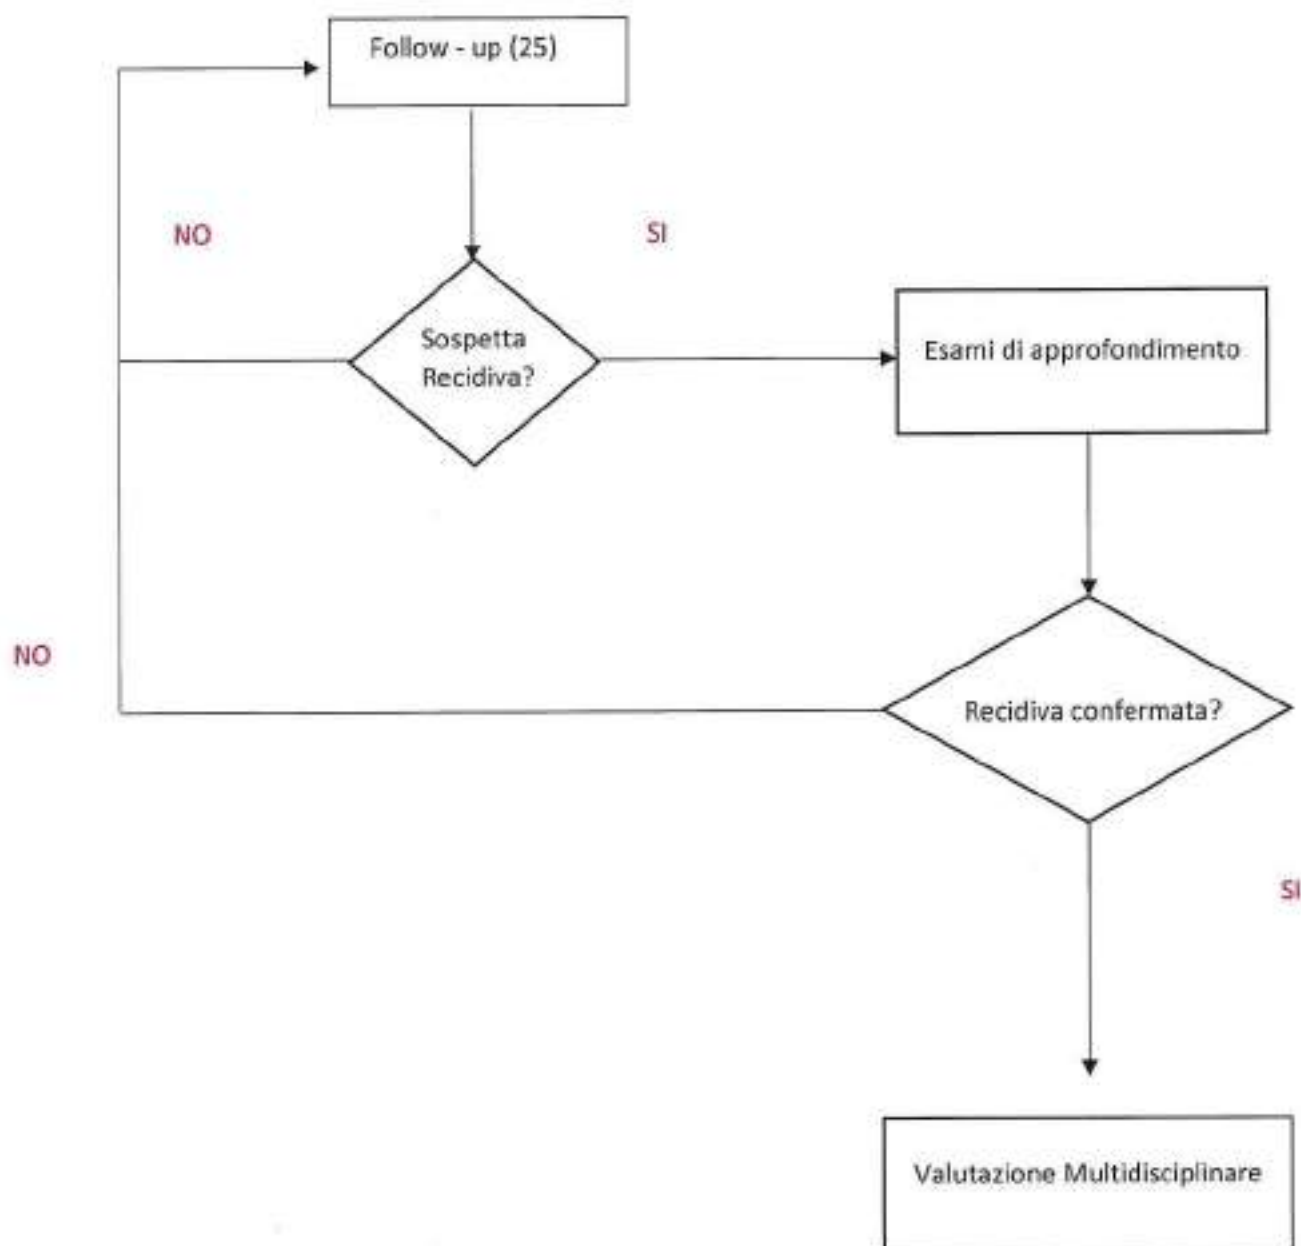 Follow - up (25)
NO
SI
Sospetta
Recidiva?
Esami di approfondimento
NO
Recidiva confermata?
SI
Valutazione Multidisciplinare